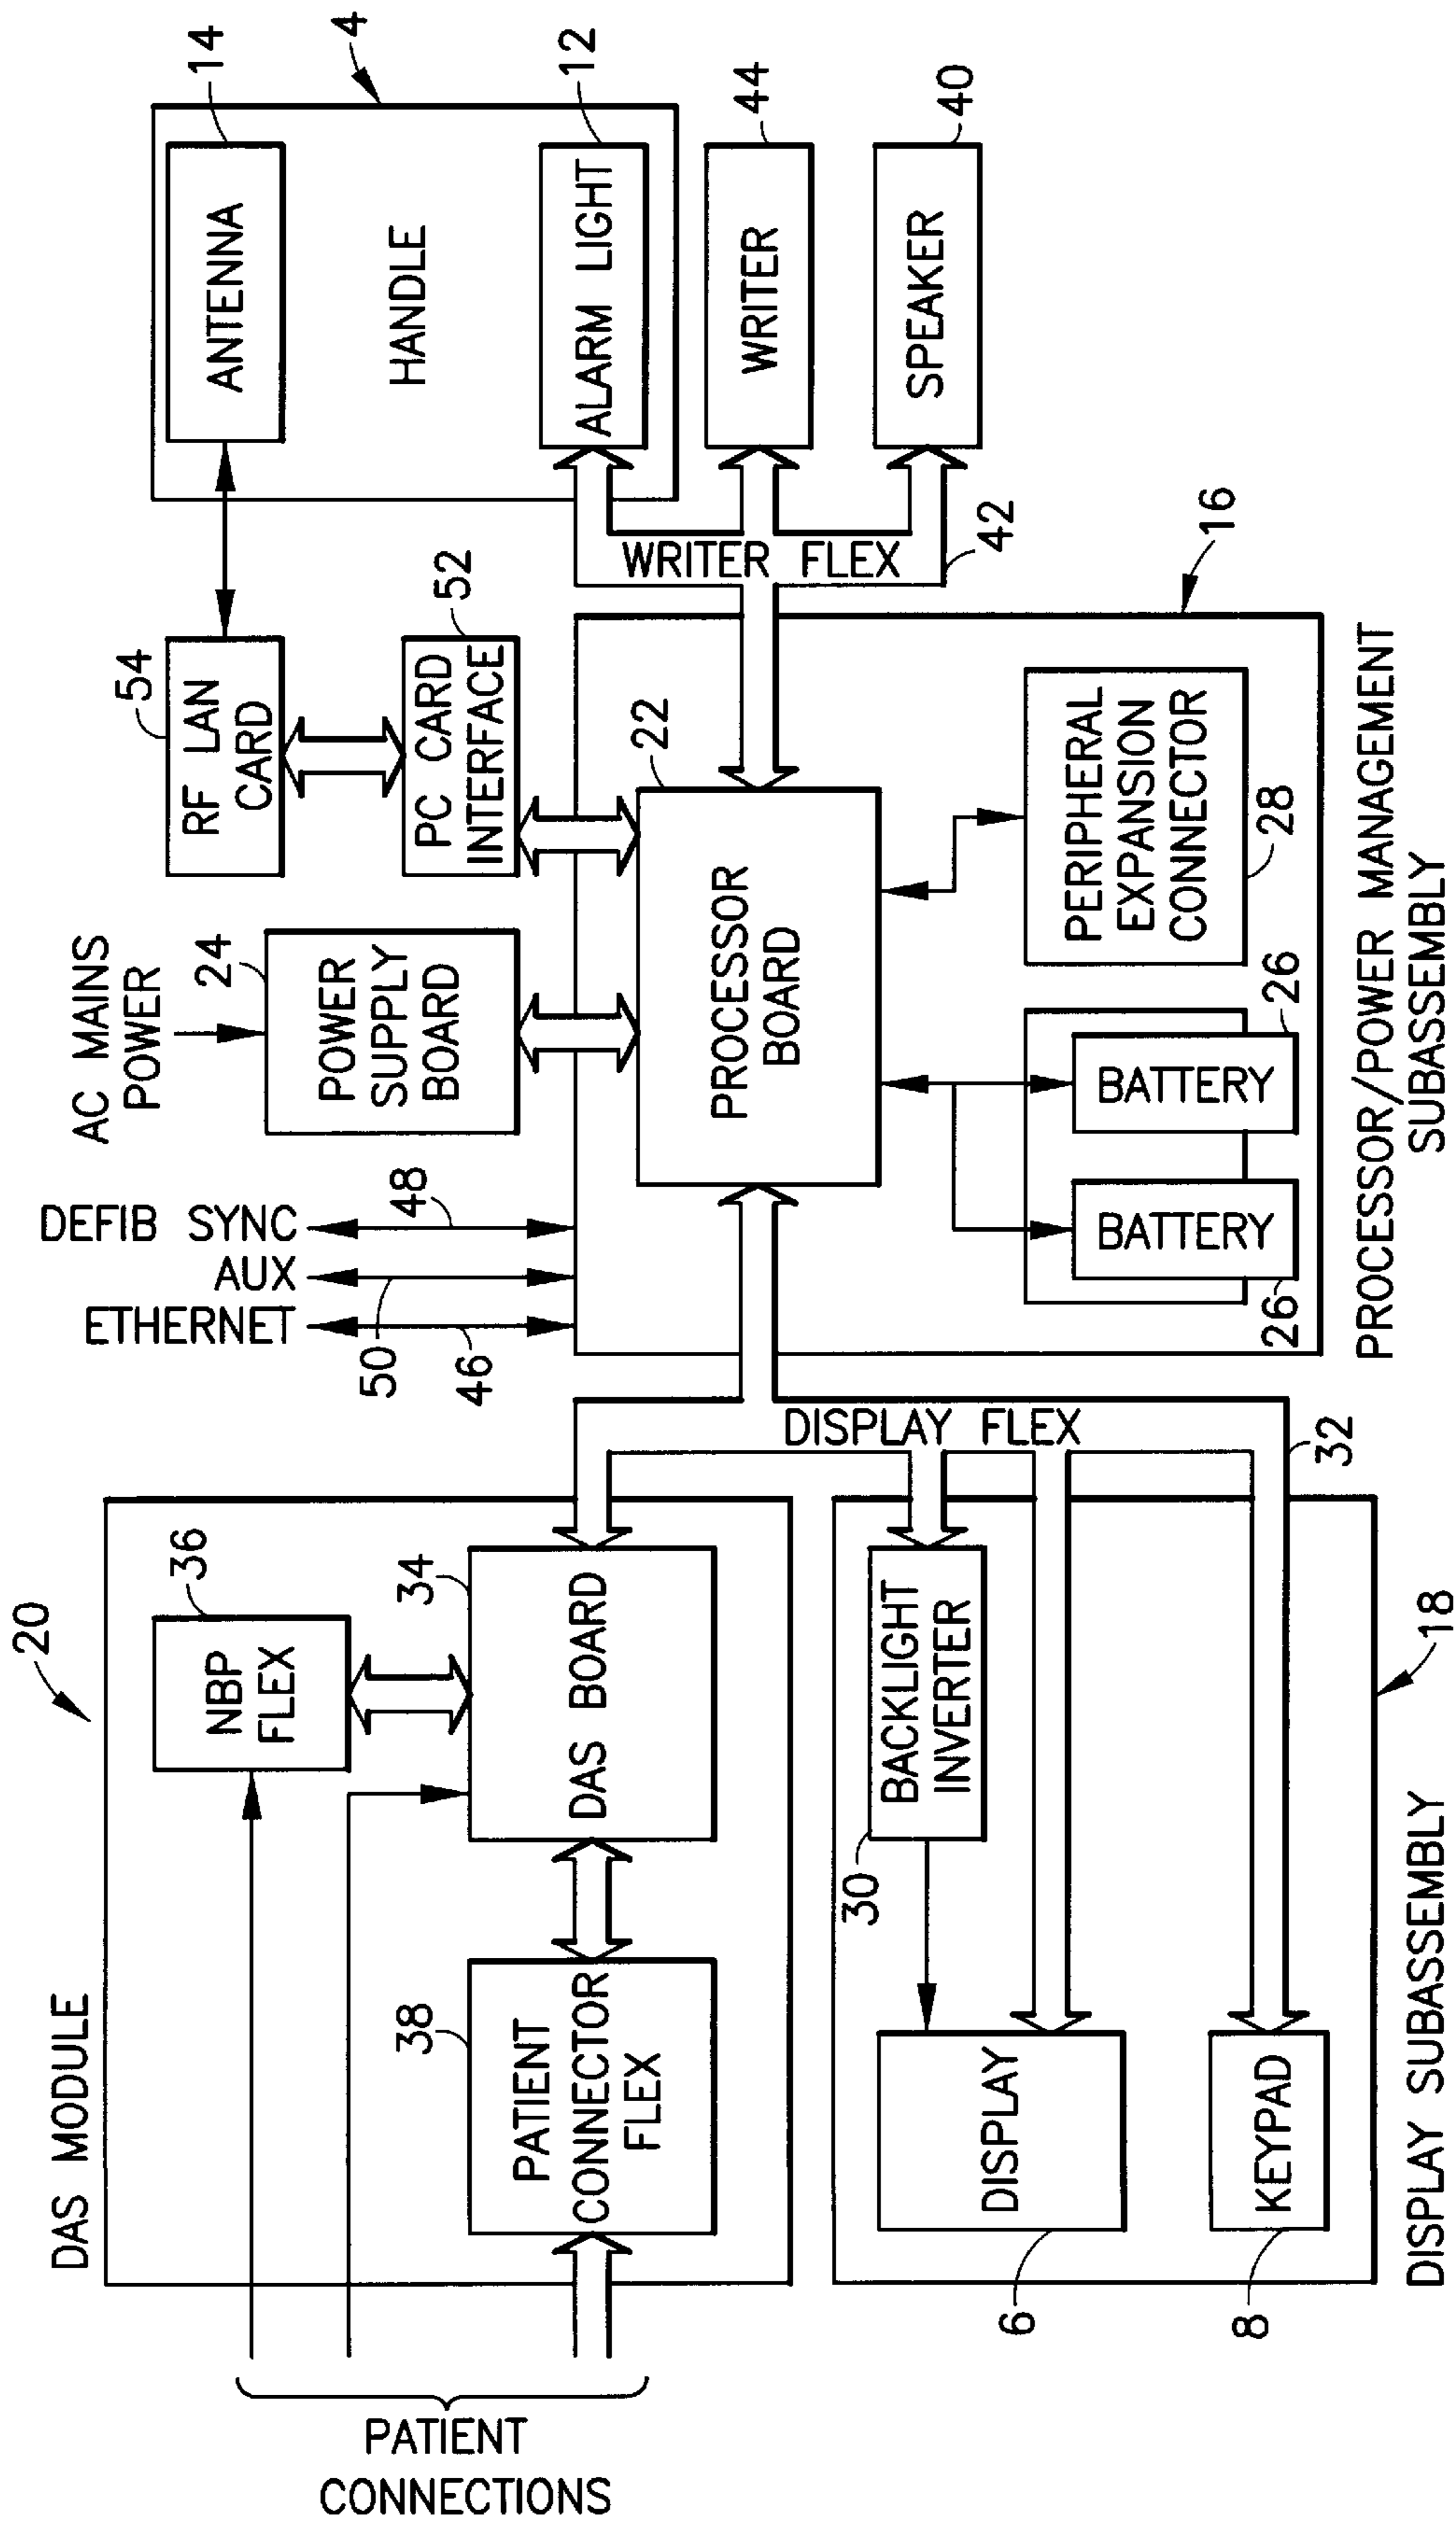 DAS MODULE
20
NBP
FLEX
36
34
DAS BOARD
38
PATIENT
CONNECTOR
FLEX
PATIENT
CONNECTIONS
BACKLIGHT
INVERTER
30
DISPLAY
6
KEYPAD
8
DISPLAY SUBASSEMBLY
18
DISPLAY FLEX
32
DEFIB SYNC
48
AUX
50
ETHERNET
46
AC MAINS
POWER
24
POWER
SUPPLY
BOARD
54
RF LAN
CARD
52
PC CARD
INTERFACE
22
PROCESSOR
BOARD
BATTERY
26
BATTERY
26
PERIPHERAL
EXPANSION
CONNECTOR
28
PROCESSOR/POWER MANAGEMENT
SUBASSEMBLY
16
WRITER FLEX
42
ANTENNA
14
HANDLE
4
ALARM LIGHT
12
WRITER
44
SPEAKER
40